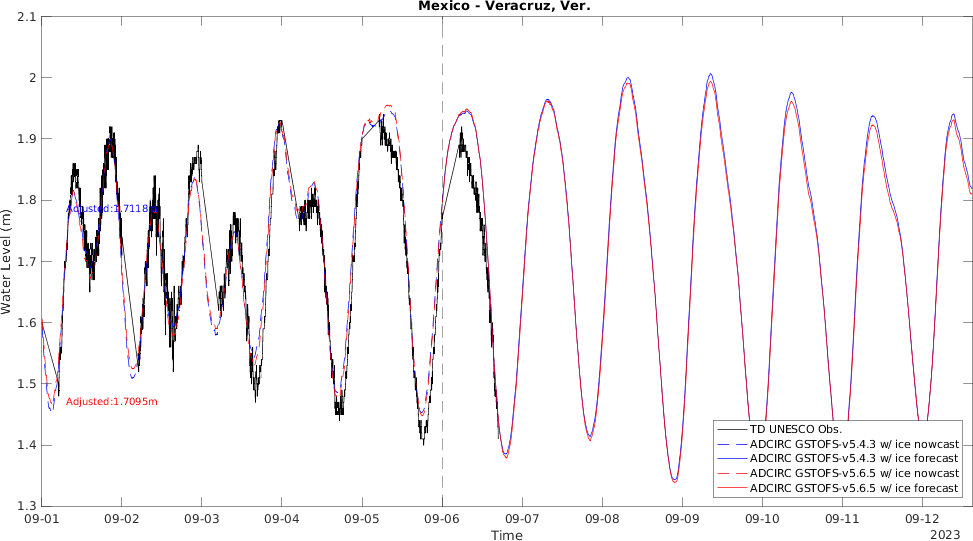 Mexico - Veracruz, Ver.
2.1
2
1.9
1.8
1.7
1.6
1.5
1.4
1.3
Water Level (m)
Adjusted:1.7118m
Adjusted:1.7095m
TD UNESCO Obs.
ADCIRC GSTOFS-v5.4.3 w/ ice nowcast
ADCIRC GSTOFS-v5.4.3 w/ ice forecast
ADCIRC GSTOFS-v5.6.5 w/ ice nowcast
ADCIRC GSTOFS-v5.6.5 w/ ice forecast
09-01 09-02 09-03 09-04 09-05 09-06 09-07 09-08 09-09 09-10 09-11 09-12
Time
2023